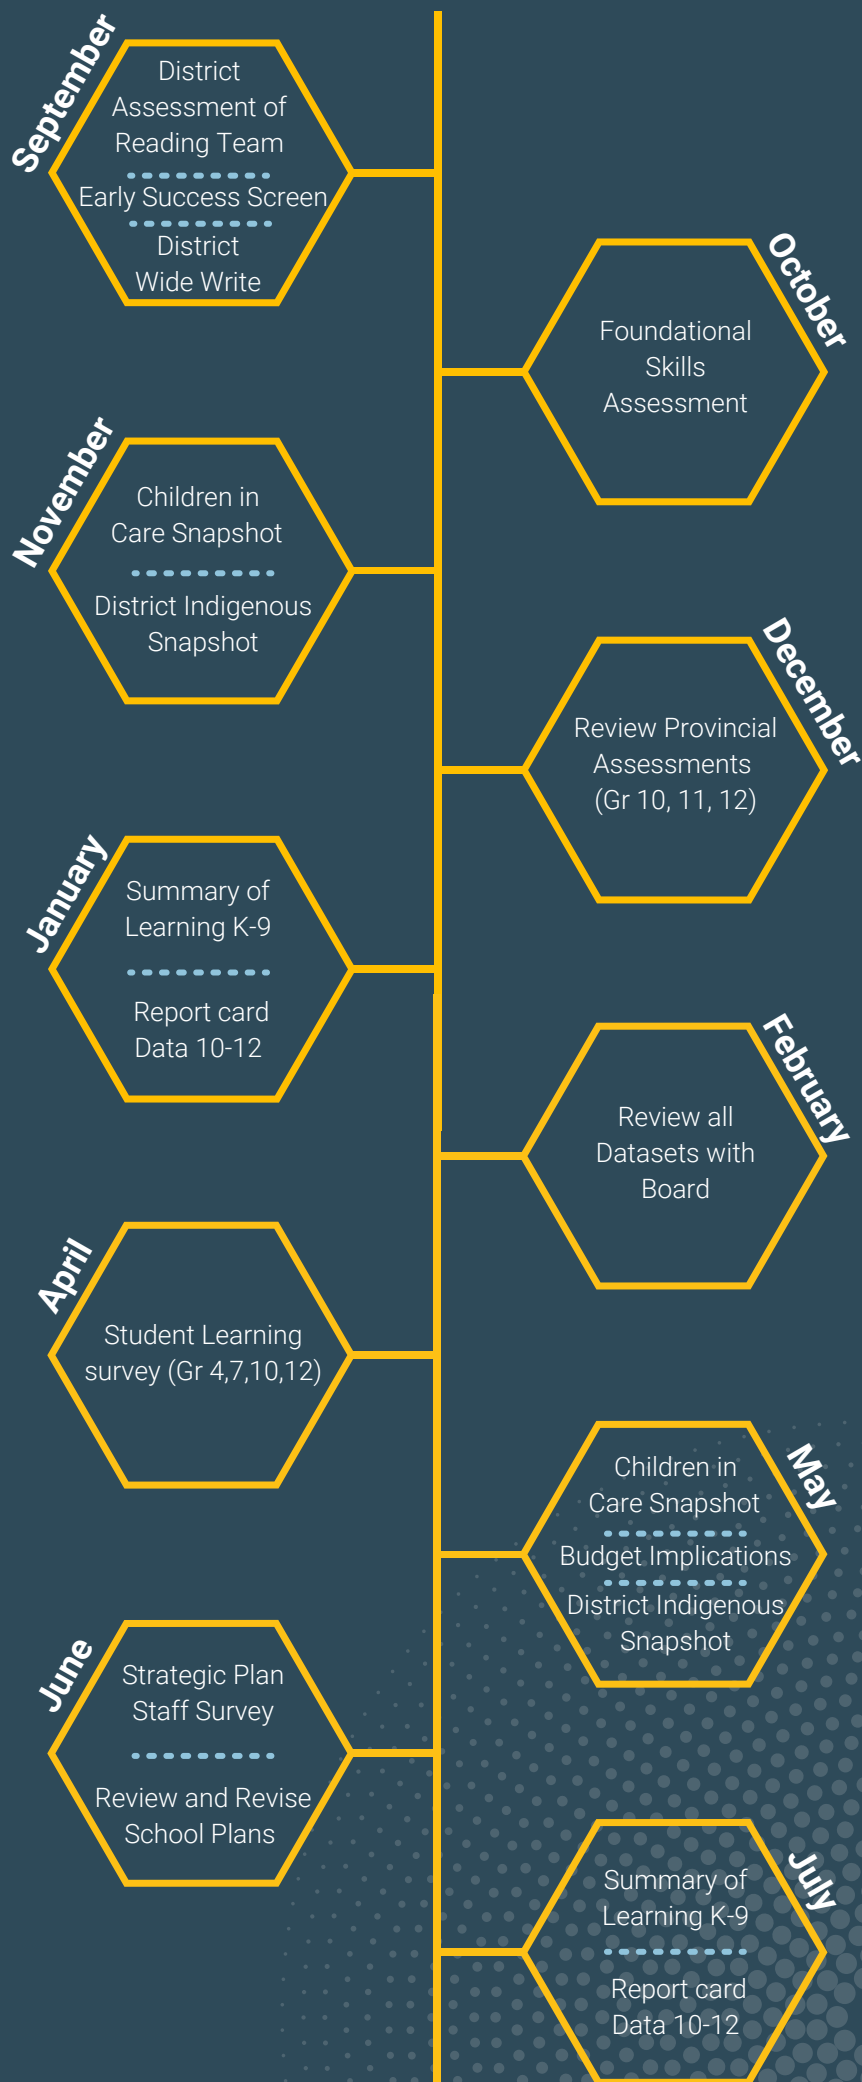 September
District
Assessment of
Reading Team
Early Success Screen
District
Wide Write
October
Foundational
Skills
Assessment
November
Children in
Care Snapshot
District Indigenous
Snapshot
December
Review Provincial
Assessments
(Gr 10, 11, 12)
January
Summary of
Learning K-9
Report card
Data 10-12
February
Review all
Datasets with
Board
April
Student Learning
survey (Gr 4,7,10,12)
May
Children in
Care Snapshot
Budget Implications
District Indigenous
Snapshot
June
Strategic Plan
Staff Survey
Review and Revise
School Plans
July
Summary of
Learning K-9
Report card
Data 10-12